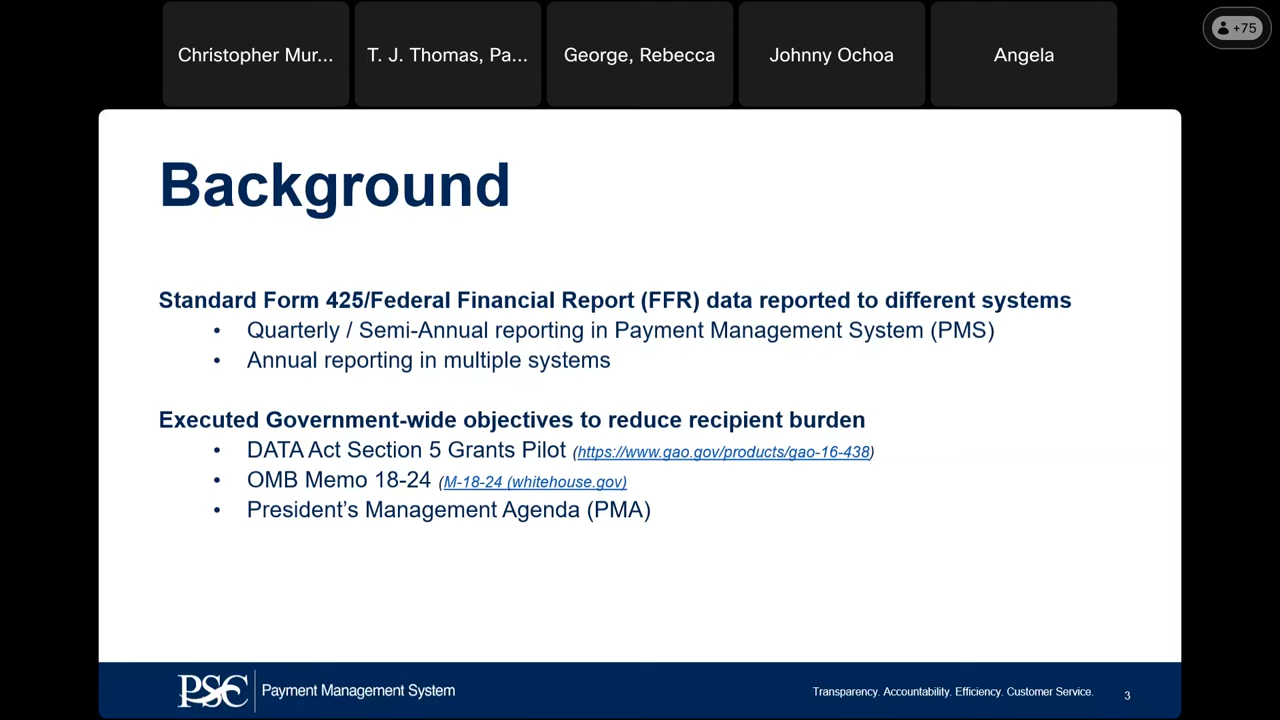 Christopher Mur...
T. J. Thomas, Pa...
George, Rebecca
Johnny Ochoa
Angela
+75
Background
Standard Form 425/Federal Financial Report (FFR) data reported to different systems
• Quarterly / Semi-Annual reporting in Payment Management System (PMS)
• Annual reporting in multiple systems
Executed Government-wide objectives to reduce recipient burden
• DATA Act Section 5 Grants Pilot (https://www.gao.gov/products/gao-16-438)
• OMB Memo 18-24 (M-18-24 (whitehouse.gov)
• President’s Management Agenda (PMA)
PSC Payment Management System
Transparency. Accountability. Efficiency. Customer Service.
3